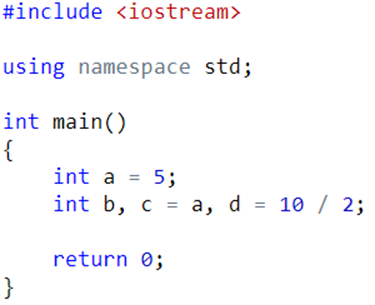 #include <iostream>
using namespace std;
int main()
{
    int a = 5;
    int b, c = a, d = 10 / 2;
    return 0;
}